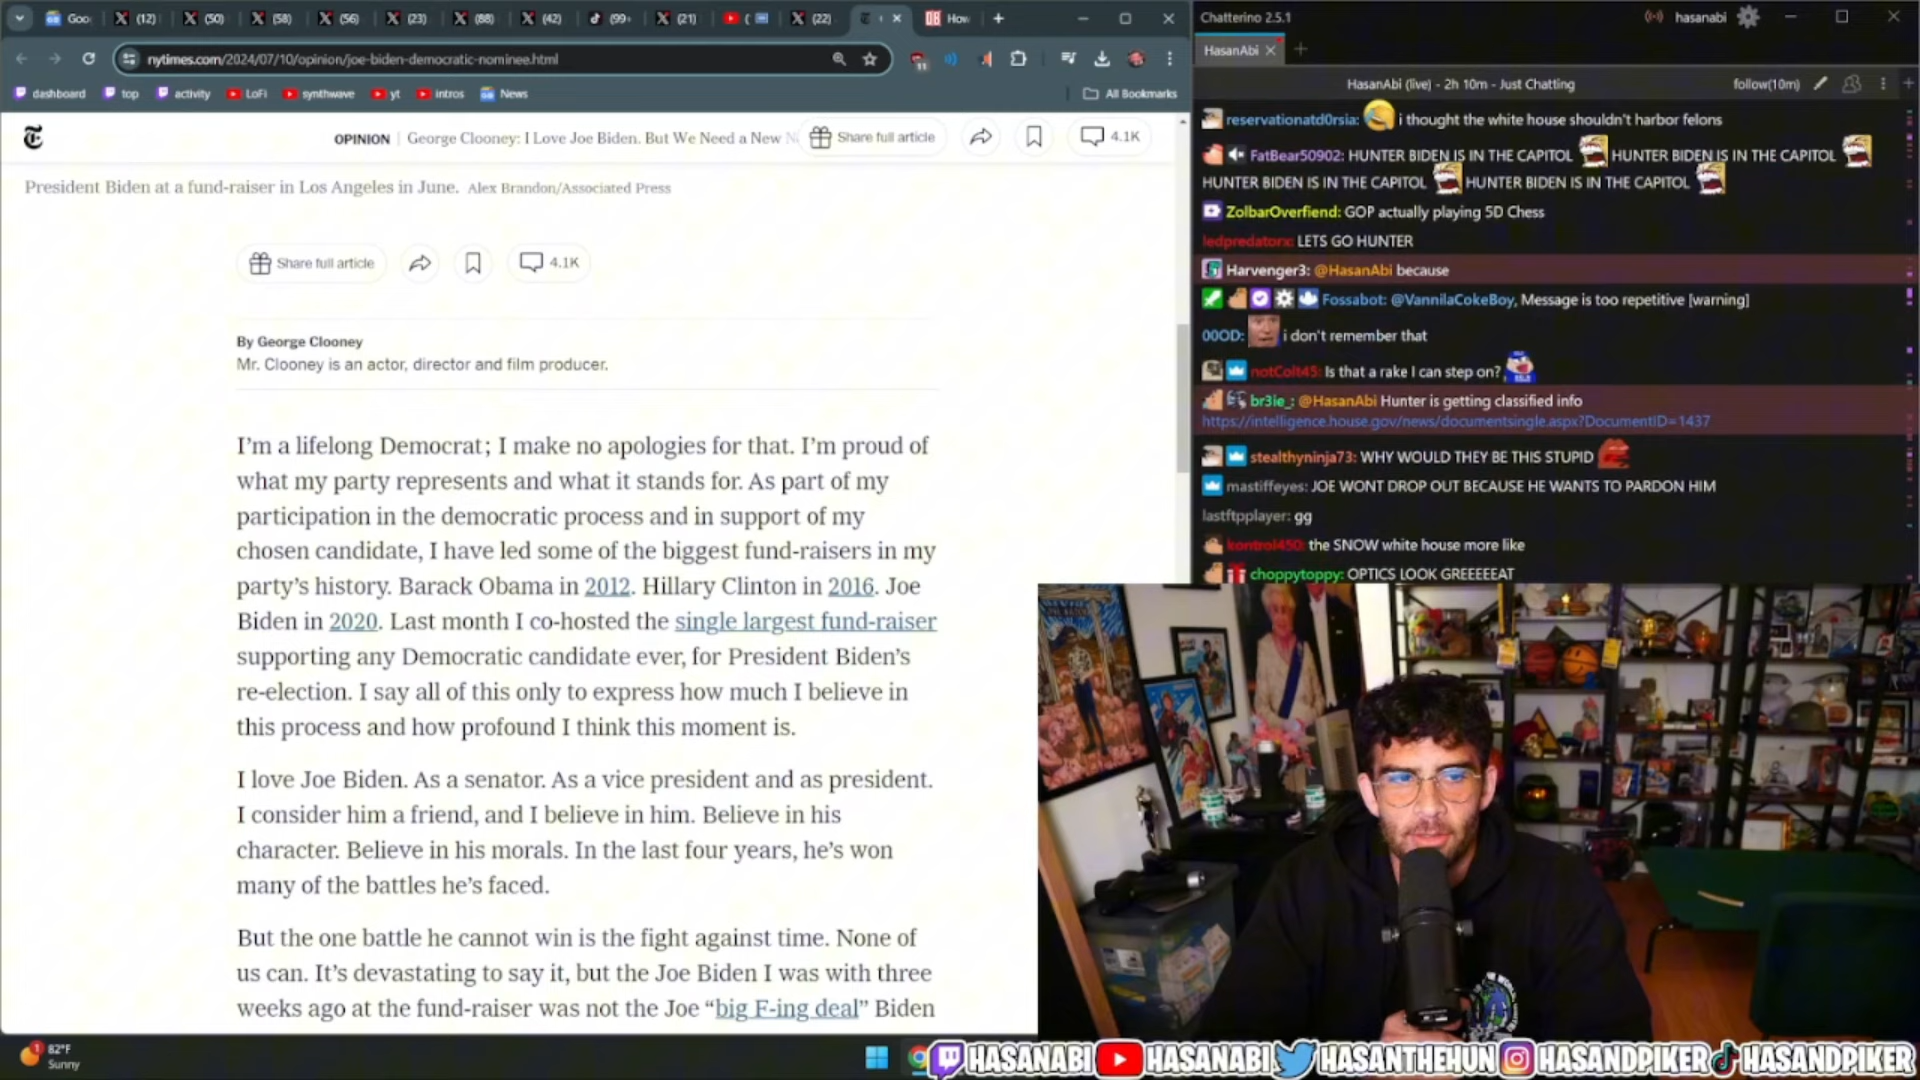 Goo
(12)
(50)
(58)
(56)
(23)
(88)
(42)
(99+
(21)
(
(22)
How
nytimes.com/2024/07/10/opinion/joe-biden-democratic-nominee.html
11
dashboard
top
activity
LoFi
synthwave
yt
intros
News
All Bookmarks
OPINION | George Clooney: I Love Joe Biden. But We Need a New N
Share full article
4.1K
President Biden at a fund-raiser in Los Angeles in June. Alex Brandon/Associated Press
Share full article
4.1K
By George Clooney
Mr. Clooney is an actor, director and film producer.
I'm a lifelong Democrat; I make no apologies for that. I'm proud of
what my party represents and what it stands for. As part of my
participation in the democratic process and in support of my
chosen candidate, I have led some of the biggest fund-raisers in my
party's history. Barack Obama in 2012. Hillary Clinton in 2016. Joe
Biden in 2020. Last month I co-hosted the single largest fund-raiser
supporting any Democratic candidate ever, for President Biden's
re-election. I say all of this only to express how much I believe in
this process and how profound I think this moment is.
I love Joe Biden. As a senator. As a vice president and as president.
I consider him a friend, and I believe in him. Believe in his
character. Believe in his morals. In the last four years, he's won
many of the battles he's faced.
But the one battle he cannot win is the fight against time. None of
us can. It's devastating to say it, but the Joe Biden I was with three
weeks ago at the fund-raiser was not the Joe “big F-ing deal” Biden
1
82°F
Sunny
Chatterino 2.5.1
hasanabi
HasanAbi
HasanAbi (live) - 2h 10m - Just Chatting
follow(10m)
reservationatd0rsia: i thought the white house shouldn't harbor felons
FatBear50902: HUNTER BIDEN IS IN THE CAPITOL HUNTER BIDEN IS IN THE CAPITOL
HUNTER BIDEN IS IN THE CAPITOL HUNTER BIDEN IS IN THE CAPITOL
ZolbarOverfiend: GOP actually playing 5D Chess
ledpredatorx: LETS GO HUNTER
Harvenger3: @HasanAbi because
Fossabot: @VannilaCokeBoy, Message is too repetitive [warning]
00OD: i don't remember that
notColt45: Is that a rake I can step on?
br3ie_: @HasanAbi Hunter is getting classified info
https://intelligence.house.gov/news/documentsingle.aspx?DocumentID=1437
stealthyninja73: WHY WOULD THEY BE THIS STUPID
mastiffeyes: JOE WONT DROP OUT BECAUSE HE WANTS TO PARDON HIM
lastftpplayer: gg
kontrol450: the SNOW white house more like
choppytoppy: OPTICS LOOK GREEEEEAT
HASANABI
HASANABI
HASANTHEHUN
HASANDPIKER
HASANDPIKER